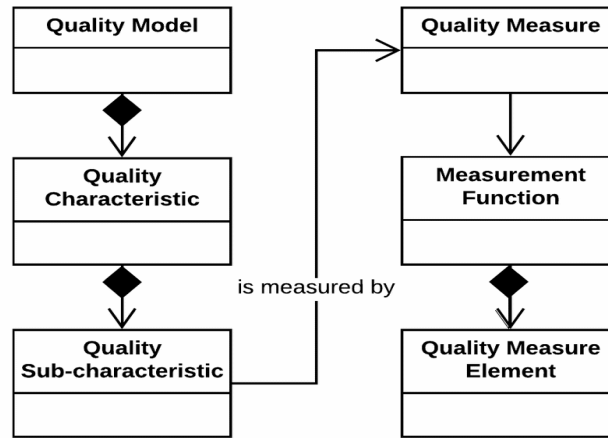 Quality Model
Quality
Characteristic
Quality
Sub-characteristic
is measured by
Quality Measure
Measurement
Function
Quality Measure
Element